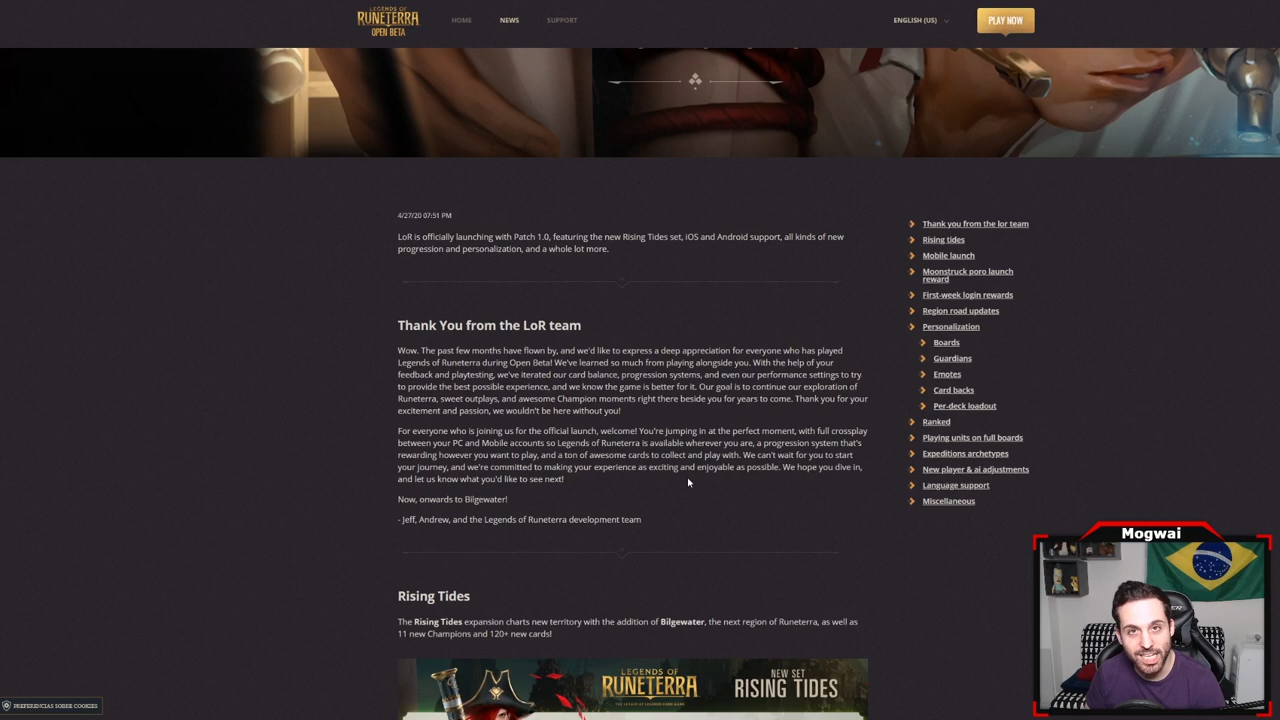 LEGENDS OF
RUNETERRA
OPEN BETA
HOME
NEWS
SUPPORT
ENGLISH (US)
PLAY NOW
4/27/20 07:51 PM
LoR is officially launching with Patch 1.0, featuring the new Rising Tides set, iOS and Android support, all kinds of new
progression and personalization, and a whole lot more.
Thank You from the LoR team
Wow. The past few months have flown by, and we'd like to express a deep appreciation for everyone who has played
Legends of Runeterra during Open Beta! We've learned so much from playing alongside you. With the help of your
feedback and playtesting, we've iterated our card balance, progression systems, and even our performance settings to try
to provide the best possible experience, and we know the game is better for it. Our goal is to continue our exploration of
Runeterra, sweet outplays, and awesome Champion moments right there beside you for years to come. Thank you for your
excitement and passion, we wouldn't be here without you!
For everyone who is joining us for the official launch, welcome! You're jumping in at the perfect moment, with full crossplay
between your PC and Mobile accounts so Legends of Runeterra is available wherever you are, a progression system that's
rewarding however you want to play, and a ton of awesome cards to collect and play with. We can't wait for you to start
your journey, and we're committed to making your experience as exciting and enjoyable as possible. We hope you dive in,
and let us know what you'd like to see next!
Now, onwards to Bilgewater!
- Jeff, Andrew, and the Legends of Runeterra development team
Rising Tides
The Rising Tides expansion charts new territory with the addition of Bilgewater, the next region of Runeterra, as well as
11 new Champions and 120+ new cards!
LEGENDS OF
RUNETERRA
NEW SET
RISING TIDES
Thank you from the lor team
Rising tides
Mobile launch
Moonstruck poro launch
reward
First-week login rewards
Region road updates
Personalization
Boards
Guardians
Emotes
Card backs
Per-deck loadout
Ranked
Playing units on full boards
Expeditions archetypes
New player & ai adjustments
Language support
Miscellaneous
Mogwai
PREFERENCIAS SOBRE COOKIES